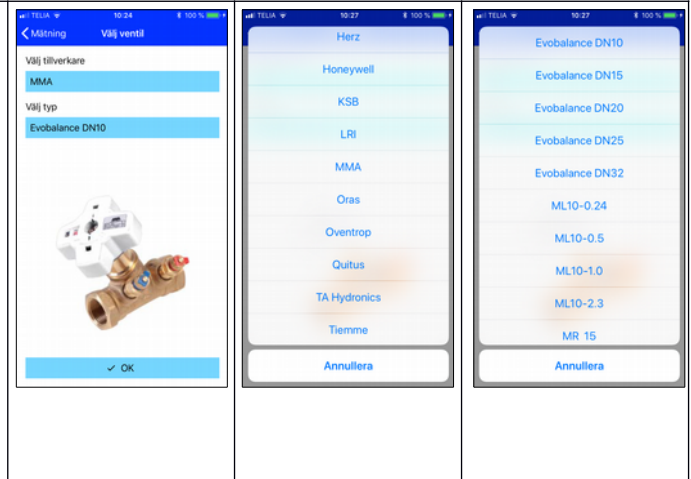 TELIA 10:24 100 %
Mätning Välj ventil
Välj tillverkare
MMA
Välj typ
Evobalance DN10
OK
TELIA 10:27 100 %
Herz
Honeywell
KSB
LRI
MMA
Oras
Oventrop
Quitus
TA Hydronics
Tiemme
Annullera
TELIA 10:27 100 %
Evobalance DN10
Evobalance DN15
Evobalance DN20
Evobalance DN25
Evobalance DN32
ML10-0.24
ML10-0.5
ML10-1.0
ML10-2.3
MR 15
Annullera